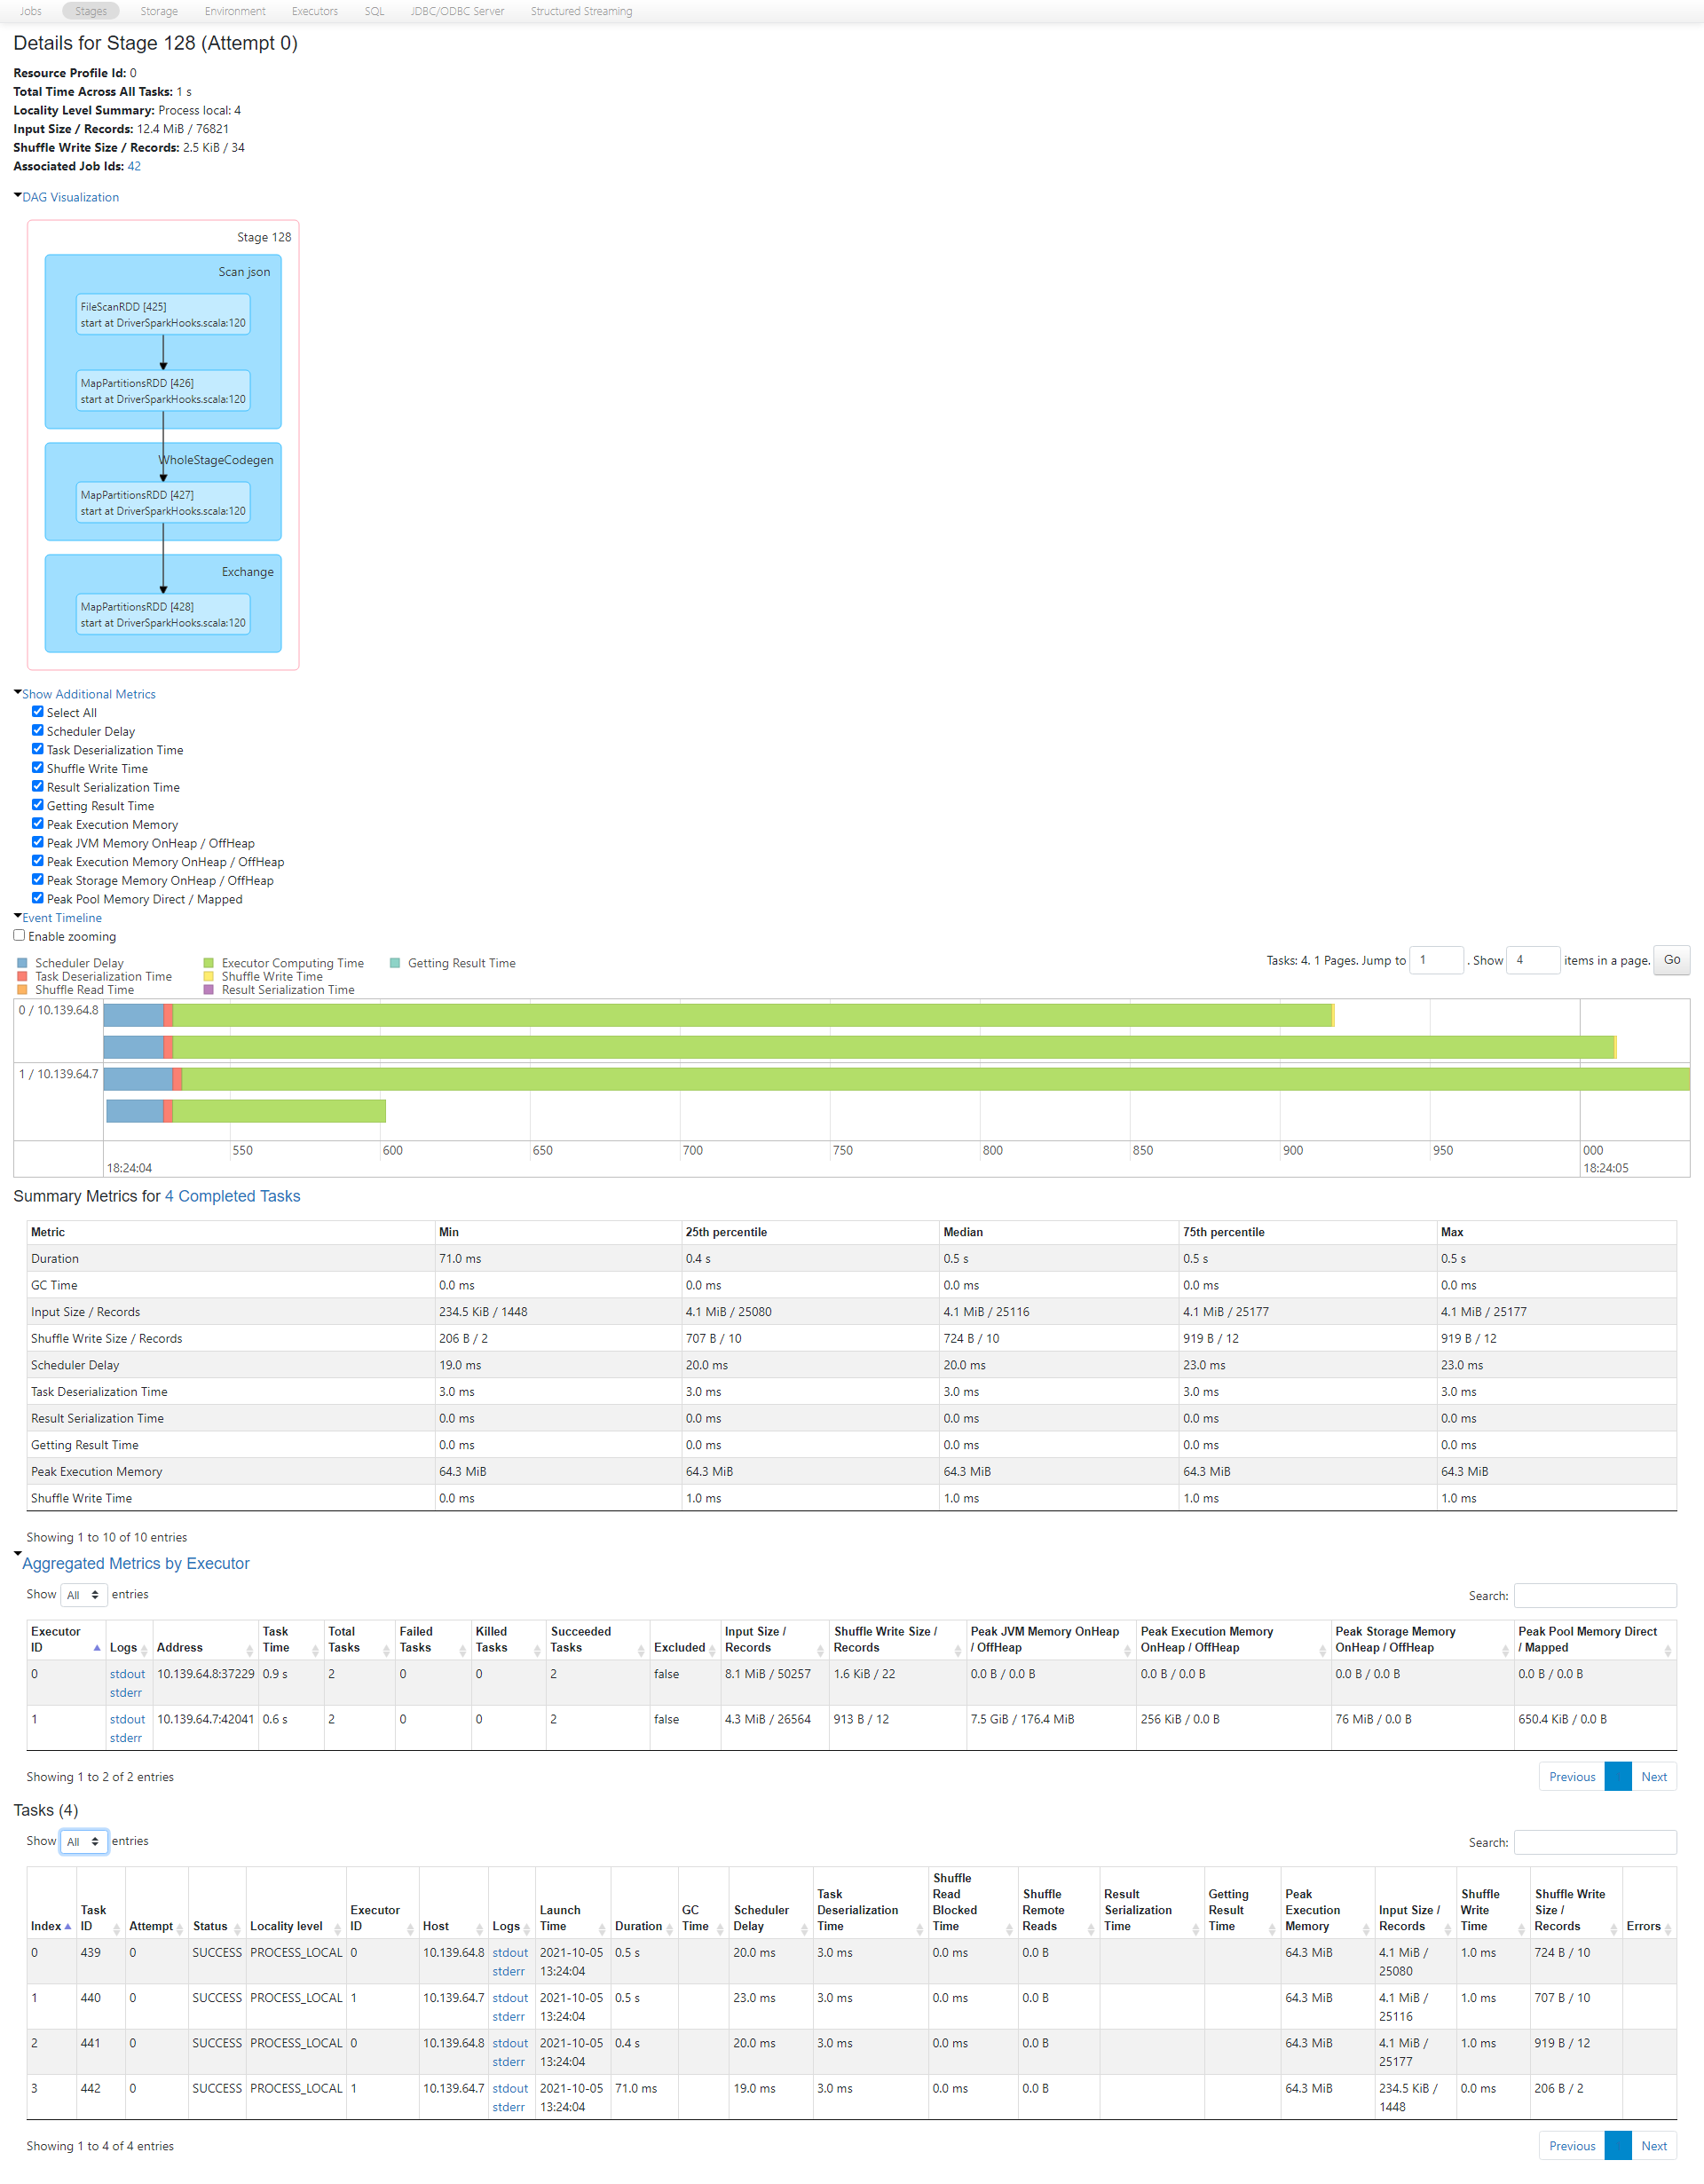 Jobs Stages Storage Environment Executors SQL JDBC/ODBC Server Structured Streaming
Details for Stage 128 (Attempt 0)
Resource Profile Id: 0
Total Time Across All Tasks: 1 s
Locality Level Summary: Process local: 4
Input Size / Records: 12.4 MiB / 76821
Shuffle Write Size / Records: 2.5 KiB / 34
Associated Job Ids: 42
DAG Visualization
Stage 128
Scan json
FileScanRDD [425]
start at DriverSparkHooks.scala:120
MapPartitionsRDD [426]
start at DriverSparkHooks.scala:120
WholeStageCodegen
MapPartitionsRDD [427]
start at DriverSparkHooks.scala:120
Exchange
MapPartitionsRDD [428]
start at DriverSparkHooks.scala:120
Show Additional Metrics
Select All
Scheduler Delay
Task Deserialization Time
Shuffle Write Time
Result Serialization Time
Getting Result Time
Peak Execution Memory
Peak JVM Memory OnHeap / OffHeap
Peak Execution Memory OnHeap / OffHeap
Peak Storage Memory OnHeap / OffHeap
Peak Pool Memory Direct / Mapped
Event Timeline
Enable zooming
Scheduler Delay Executor Computing Time Getting Result Time
Task Deserialization Time Shuffle Write Time
Shuffle Read Time Result Serialization Time
Tasks: 4. 1 Pages. Jump to 1 . Show 4 items in a page. Go
0 / 10.139.64.8
1 / 10.139.64.7
550 600 650 700 750 800 850 900 950 000
18:24:04 18:24:05
Summary Metrics for 4 Completed Tasks
Metric Min 25th percentile Median 75th percentile Max
Duration 71.0 ms 0.4 s 0.5 s 0.5 s 0.5 s
GC Time 0.0 ms 0.0 ms 0.0 ms 0.0 ms 0.0 ms
Input Size / Records 234.5 KiB / 1448 4.1 MiB / 25080 4.1 MiB / 25116 4.1 MiB / 25177 4.1 MiB / 25177
Shuffle Write Size / Records 206 B / 2 707 B / 10 724 B / 10 919 B / 12 919 B / 12
Scheduler Delay 19.0 ms 20.0 ms 20.0 ms 23.0 ms 23.0 ms
Task Deserialization Time 3.0 ms 3.0 ms 3.0 ms 3.0 ms 3.0 ms
Result Serialization Time 0.0 ms 0.0 ms 0.0 ms 0.0 ms 0.0 ms
Getting Result Time 0.0 ms 0.0 ms 0.0 ms 0.0 ms 0.0 ms
Peak Execution Memory 64.3 MiB 64.3 MiB 64.3 MiB 64.3 MiB 64.3 MiB
Shuffle Write Time 0.0 ms 1.0 ms 1.0 ms 1.0 ms 1.0 ms
Showing 1 to 10 of 10 entries
Aggregated Metrics by Executor
Show All entries Search:
Executor ID Logs Address Task Time Total Tasks Failed Tasks Killed Tasks Succeeded Tasks Excluded Input Size / Records Shuffle Write Size / Records Peak JVM Memory OnHeap / OffHeap Peak Execution Memory OnHeap / OffHeap Peak Storage Memory OnHeap / OffHeap Peak Pool Memory Direct / Mapped
0 stdout 10.139.64.8:37229 0.9 s 2 0 0 2 false 8.1 MiB / 50257 1.6 KiB / 22 0.0 B / 0.0 B 0.0 B / 0.0 B 0.0 B / 0.0 B 0.0 B / 0.0 B
stderr
1 stdout 10.139.64.7:42041 0.6 s 2 0 0 2 false 4.3 MiB / 26564 913 B / 12 7.5 GiB / 176.4 MiB 256 KiB / 0.0 B 76 MiB / 0.0 B 650.4 KiB / 0.0 B
stderr
Showing 1 to 2 of 2 entries Previous Next
Tasks (4)
Show All entries Search:
Index Task ID Attempt Status Locality level Executor ID Host Logs Launch Time Duration GC Time Scheduler Delay Task Deserialization Time Shuffle Read Blocked Time Shuffle Remote Reads Result Serialization Time Getting Result Time Peak Execution Memory Input Size / Records Shuffle Write Time Shuffle Write Size / Records Errors
0 439 0 SUCCESS PROCESS_LOCAL 0 10.139.64.8 stdout 2021-10-05 0.5 s 20.0 ms 3.0 ms 0.0 ms 0.0 B 64.3 MiB 4.1 MiB / 1.0 ms 724 B / 10
stderr 13:24:04 25080
1 440 0 SUCCESS PROCESS_LOCAL 1 10.139.64.7 stdout 2021-10-05 0.5 s 23.0 ms 3.0 ms 0.0 ms 0.0 B 64.3 MiB 4.1 MiB / 1.0 ms 707 B / 10
stderr 13:24:04 25116
2 441 0 SUCCESS PROCESS_LOCAL 0 10.139.64.8 stdout 2021-10-05 0.4 s 20.0 ms 3.0 ms 0.0 ms 0.0 B 64.3 MiB 4.1 MiB / 1.0 ms 919 B / 12
stderr 13:24:04 25177
3 442 0 SUCCESS PROCESS_LOCAL 1 10.139.64.7 stdout 2021-10-05 71.0 ms 19.0 ms 3.0 ms 0.0 ms 0.0 B 64.3 MiB 234.5 KiB / 0.0 ms 206 B / 2
stderr 13:24:04 1448
Showing 1 to 4 of 4 entries Previous Next